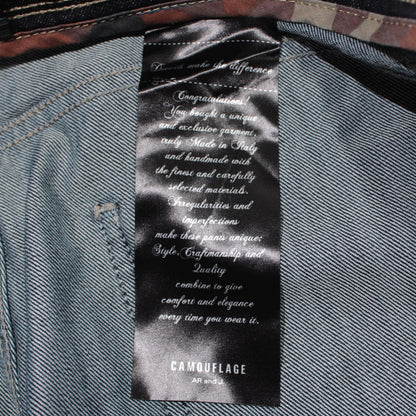 Details make the difference
Congratulations!
You bought a unique
and exclusive garment,
truly Made in Italy
and handmade with
the finest and carefully
selected materials.
Irregularities and
imperfections
make these pants unique;
Style, Craftmanship and
Quality
combine to give
comfort and elegance
every time you wear it.
CAMOUFLAGE
AR and J.